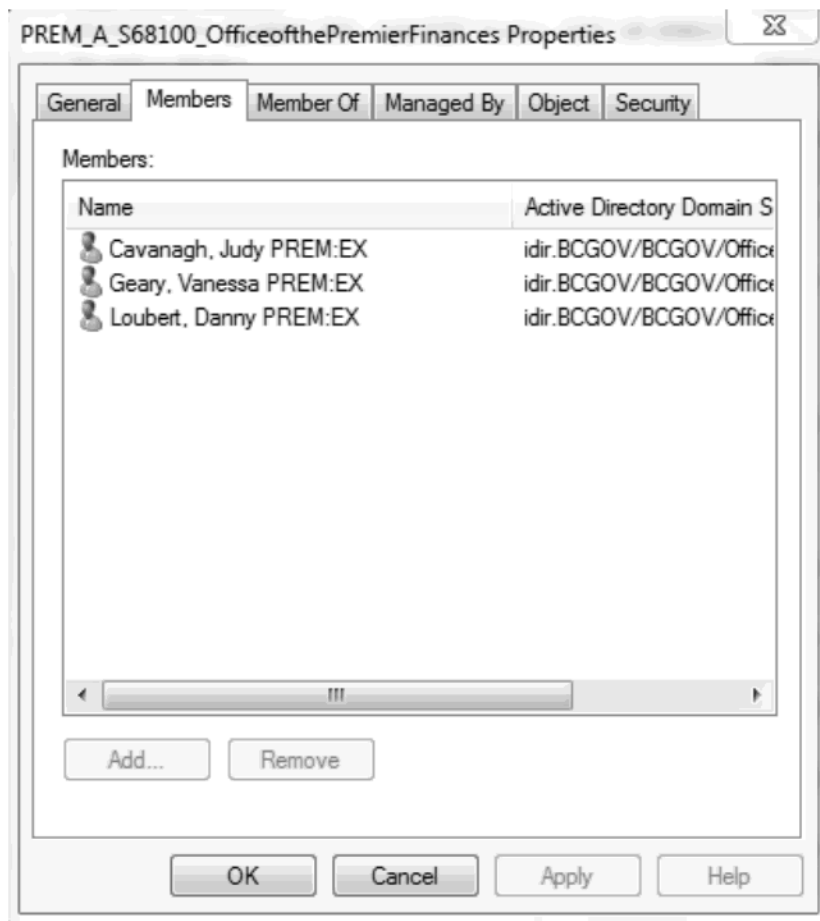 PREM_A_S68100_OfficeofthePremierFinances Properties
General Members Member Of Managed By Object Security
Members:
Name Active Directory Domain S
Cavanagh, Judy PREM:EX idir.BCGOV/BCGOV/Office
Geary, Vanessa PREM:EX idir.BCGOV/BCGOV/Office
Loubert, Danny PREM:EX idir.BCGOV/BCGOV/Office
Add... Remove
OK Cancel Apply Help